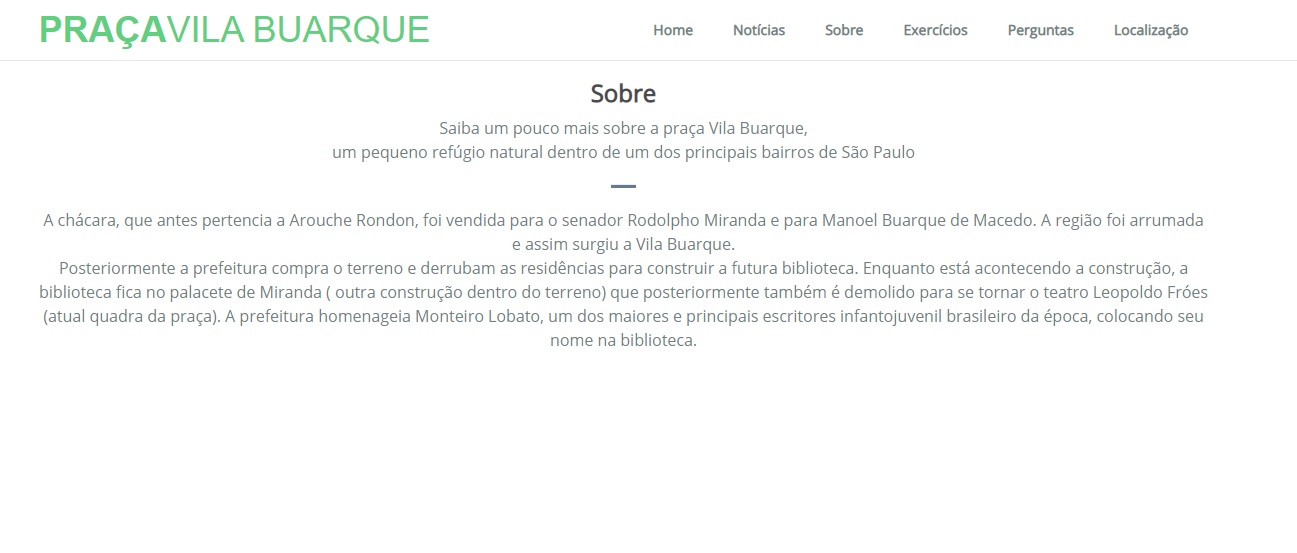 PRAÇAVILA BUARQUE
Home Notícias Sobre Exercícios Perguntas Localização
Sobre
Saiba um pouco mais sobre a praça Vila Buarque,
um pequeno refúgio natural dentro de um dos principais bairros de São Paulo
A chácara, que antes pertencia a Arouche Rondon, foi vendida para o senador Rodolpho Miranda e para Manoel Buarque de Macedo. A região foi arrumada
e assim surgiu a Vila Buarque.
Posteriormente a prefeitura compra o terreno e derrubam as residências para construir a futura biblioteca. Enquanto está acontecendo a construção, a
biblioteca fica no palacete de Miranda ( outra construção dentro do terreno) que posteriormente também é demolido para se tornar o teatro Leopoldo Fróes
(atual quadra da praça). A prefeitura homenageia Monteiro Lobato, um dos maiores e principais escritores infantojuvenil brasileiro da época, colocando seu
nome na biblioteca.